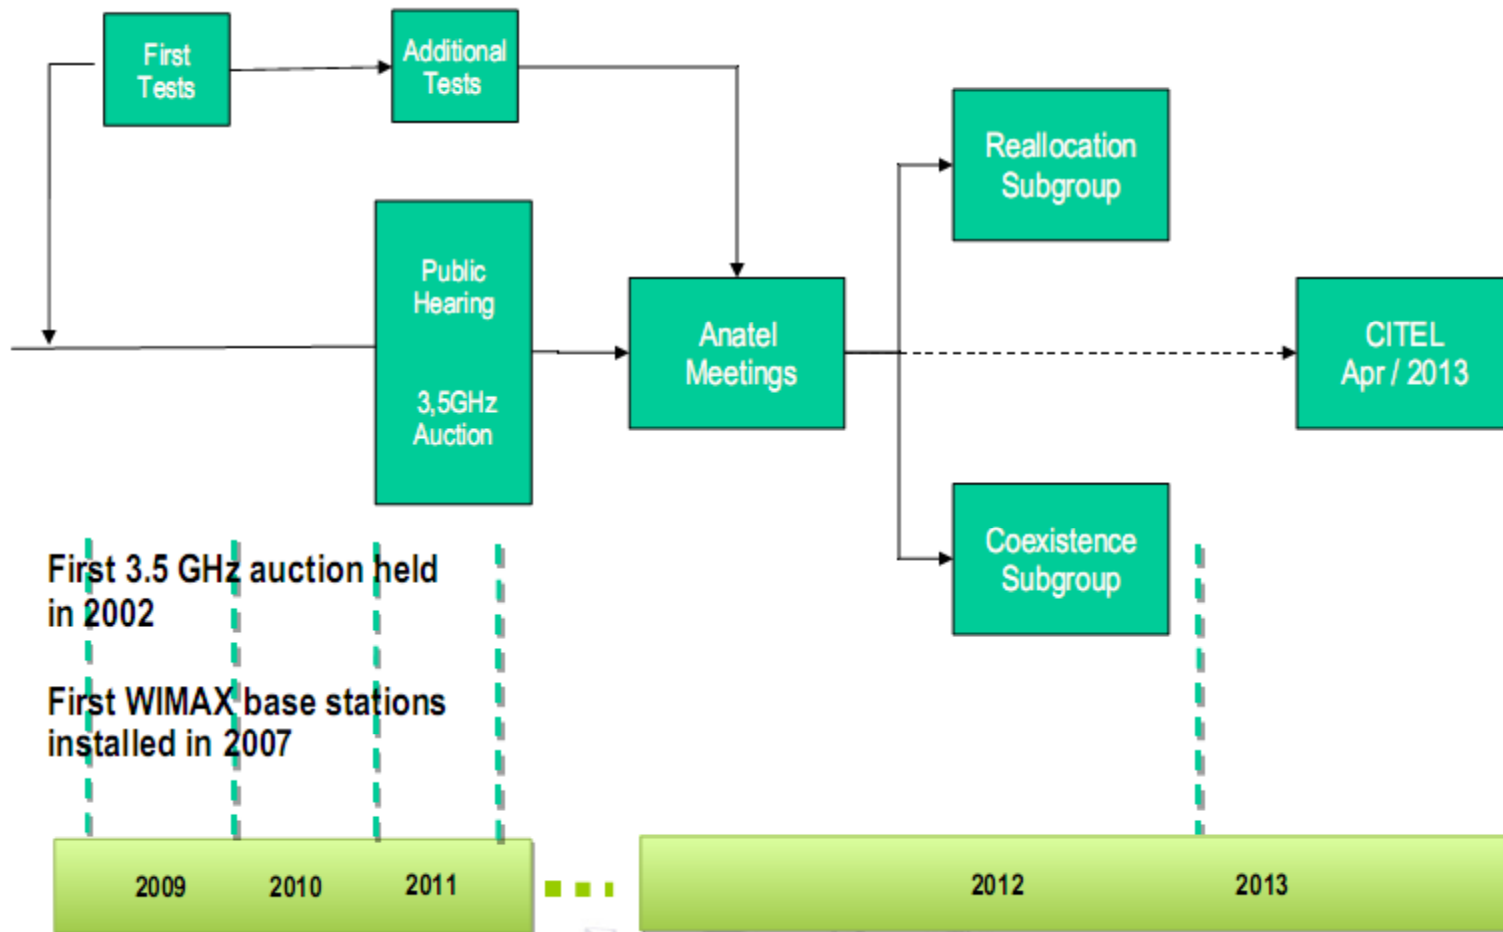 First
Tests
Additional
Tests
Reallocation
Subgroup
Public
Hearing
3,5GHz
Auction
Anatel
Meetings
CITEL
Apr / 2013
Coexistence
Subgroup
First 3.5 GHz auction held
in 2002
First WIMAX base stations
installed in 2007
2009
2010
2011
2012
2013